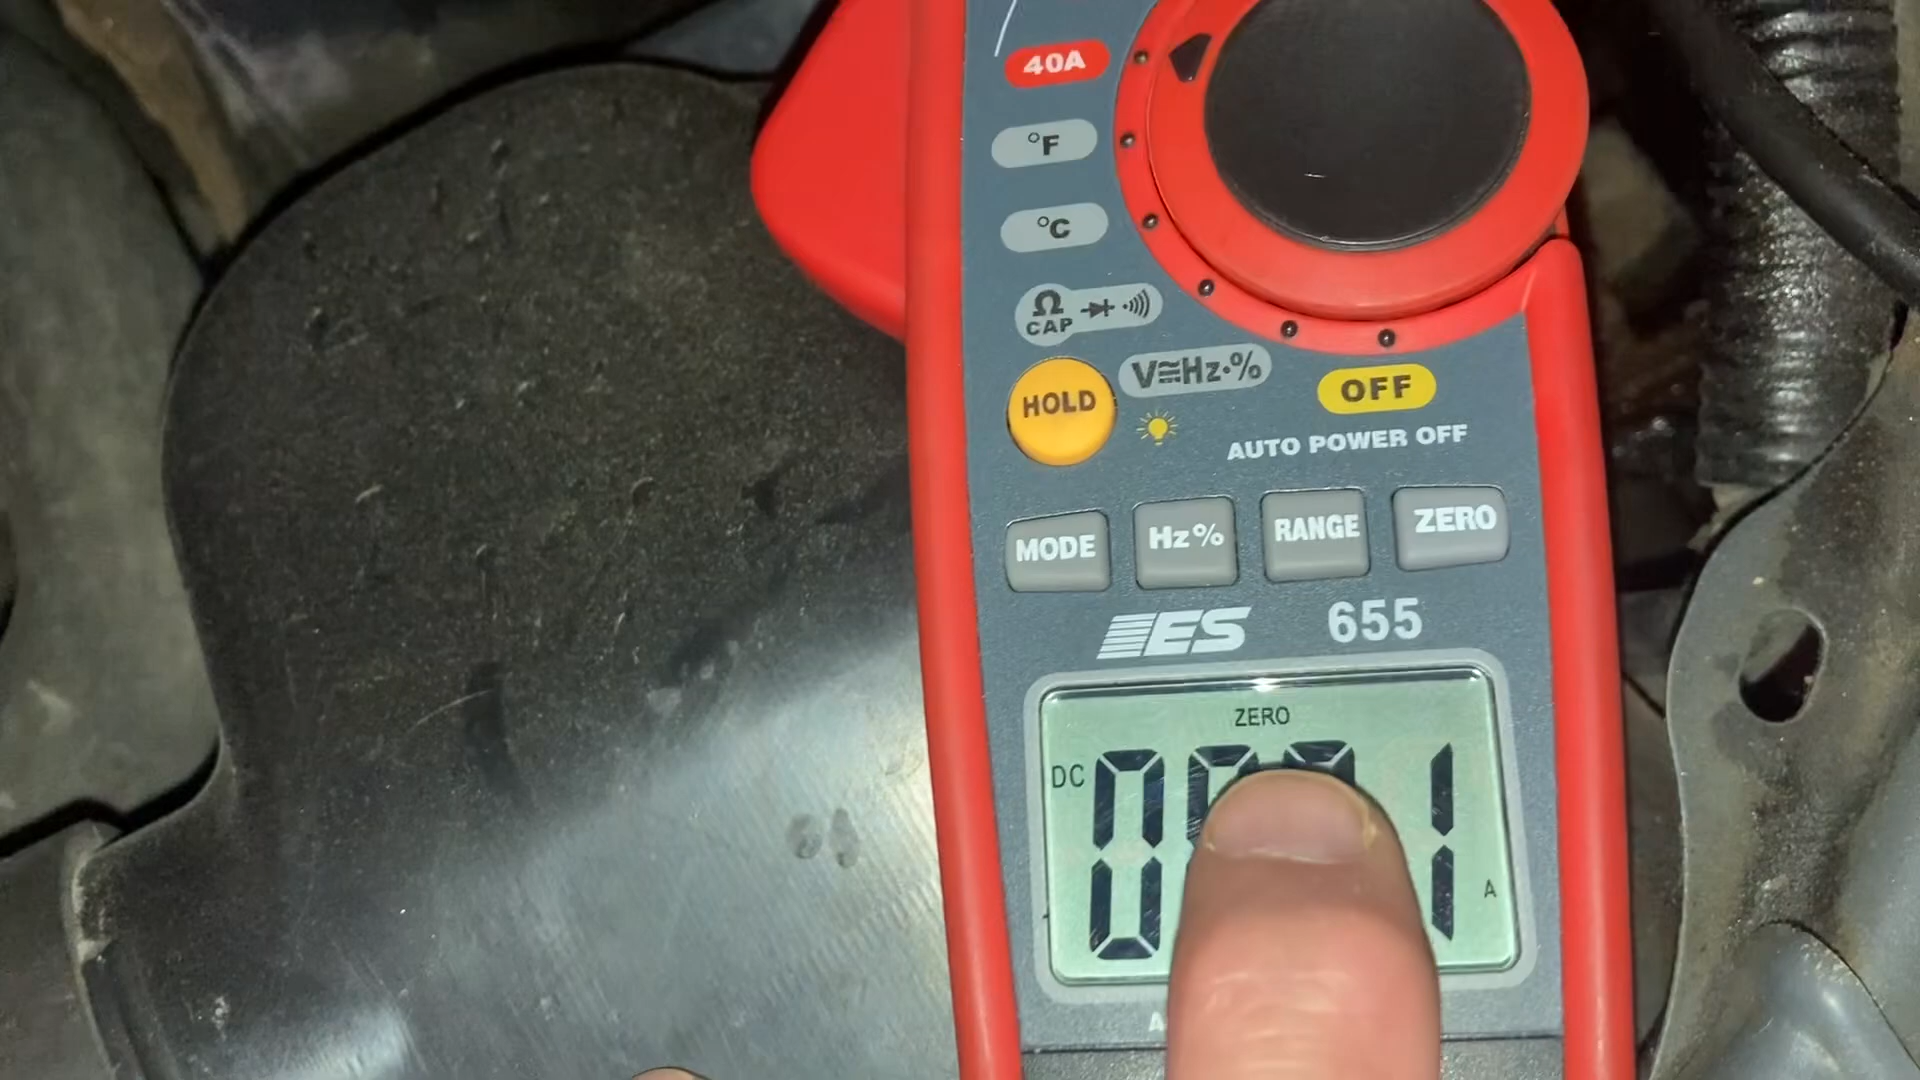 40A
°F
°C
Ω
CAP
HOLD
V≅Hz·%
OFF
AUTO POWER OFF
MODE
Hz%
RANGE
ZERO
ES 655
ZERO
DC
A